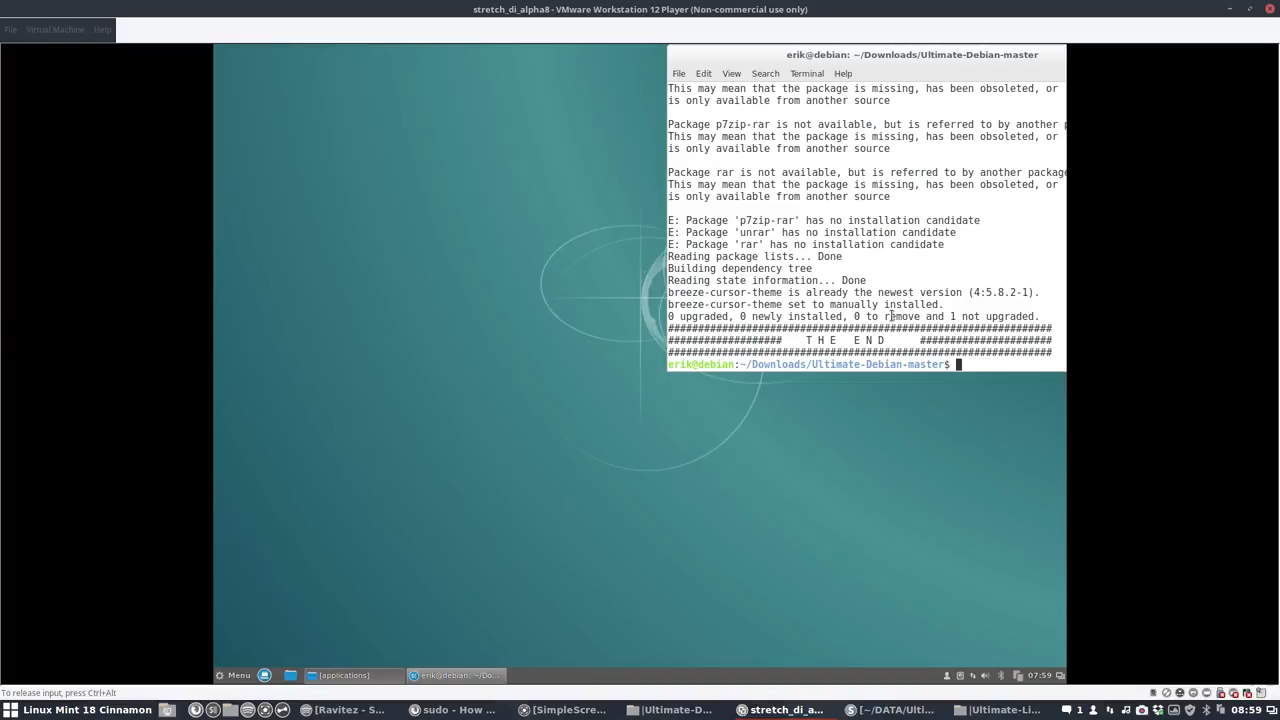 stretch_di_alpha8 - VMware Workstation 12 Player (Non-commercial use only)
File Virtual Machine Help
erik@debian: ~/Downloads/Ultimate-Debian-master
File Edit View Search Terminal Help
This may mean that the package is missing, has been obsoleted, or
is only available from another source
Package p7zip-rar is not available, but is referred to by another p
This may mean that the package is missing, has been obsoleted, or
is only available from another source
Package rar is not available, but is referred to by another package
This may mean that the package is missing, has been obsoleted, or
is only available from another source
E: Package 'p7zip-rar' has no installation candidate
E: Package 'unrar' has no installation candidate
E: Package 'rar' has no installation candidate
Reading package lists... Done
Building dependency tree
Reading state information... Done
breeze-cursor-theme is already the newest version (4:5.8.2-1).
breeze-cursor-theme set to manually installed.
0 upgraded, 0 newly installed, 0 to remove and 1 not upgraded.
################################################################
################### T H E E N D ######################
################################################################
erik@debian:~/Downloads/Ultimate-Debian-master$
Menu [applications] erik@debian: ~/Do... 07:59
To release input, press Ctrl+Alt
Linux Mint 18 Cinnamon [Ravitez - S... sudo - How ... [SimpleScre... [Ultimate-D... stretch_di_a... [~/DATA/Ulti... [Ultimate-Li... 1 08:59